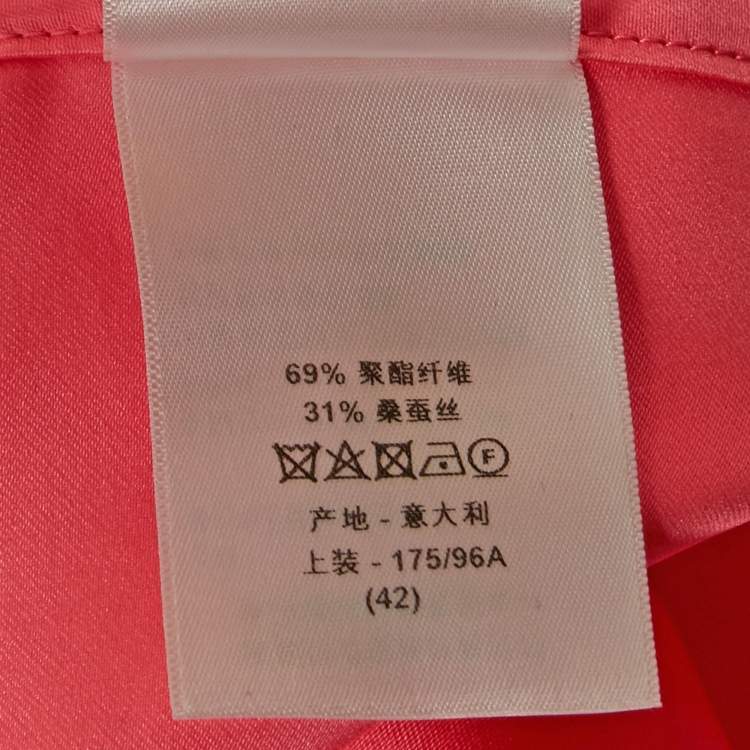 69% 聚酯纤维
31% 桑蚕丝
F
产地 - 意大利
上装 - 175/96A
(42)